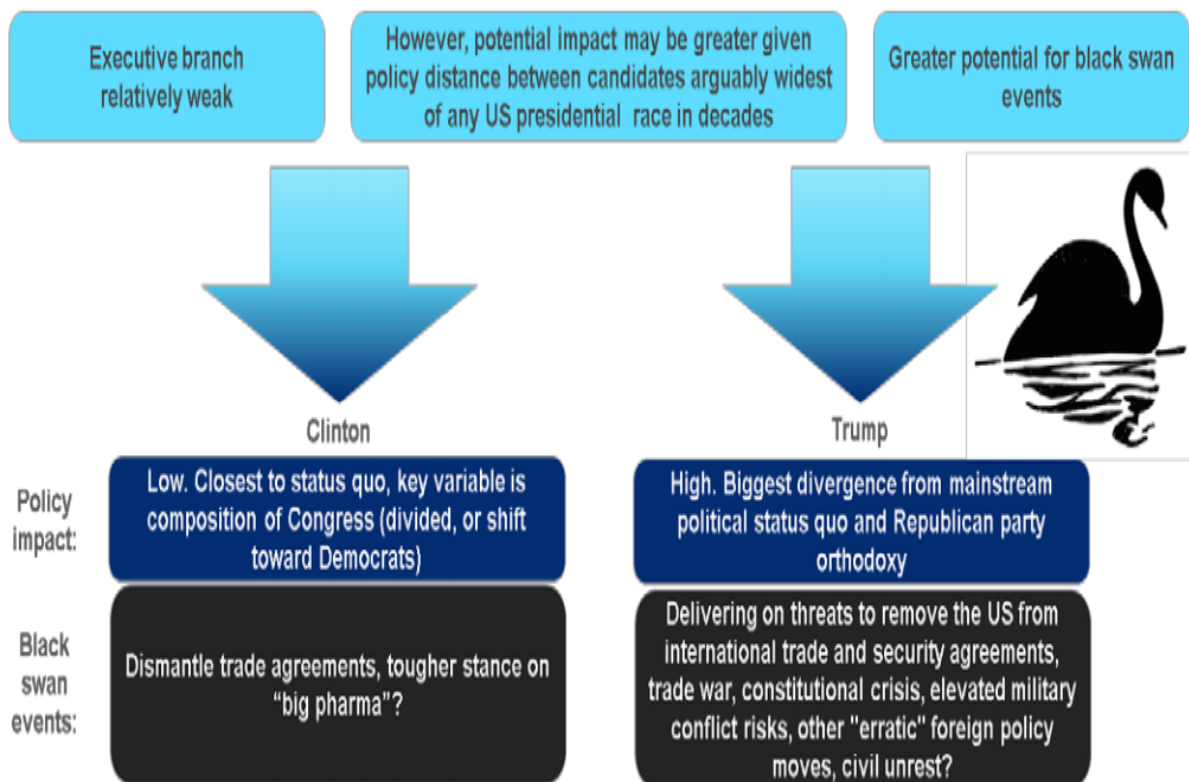 Executive branch
relatively weak
However, potential impact may be greater given
policy distance between candidates arguably widest
of any US presidential race in decades
Greater potential for black swan
events
Clinton
Trump
Policy
impact:
Low. Closest to status quo, key variable is
composition of Congress (divided, or shift
toward Democrats)
High. Biggest divergence from mainstream
political status quo and Republican party
orthodoxy
Black
swan
events:
Dismantle trade agreements, tougher stance on
“big pharma”?
Delivering on threats to remove the US from
international trade and security agreements,
trade war, constitutional crisis, elevated military
conflict risks, other "erratic" foreign policy
moves, civil unrest?